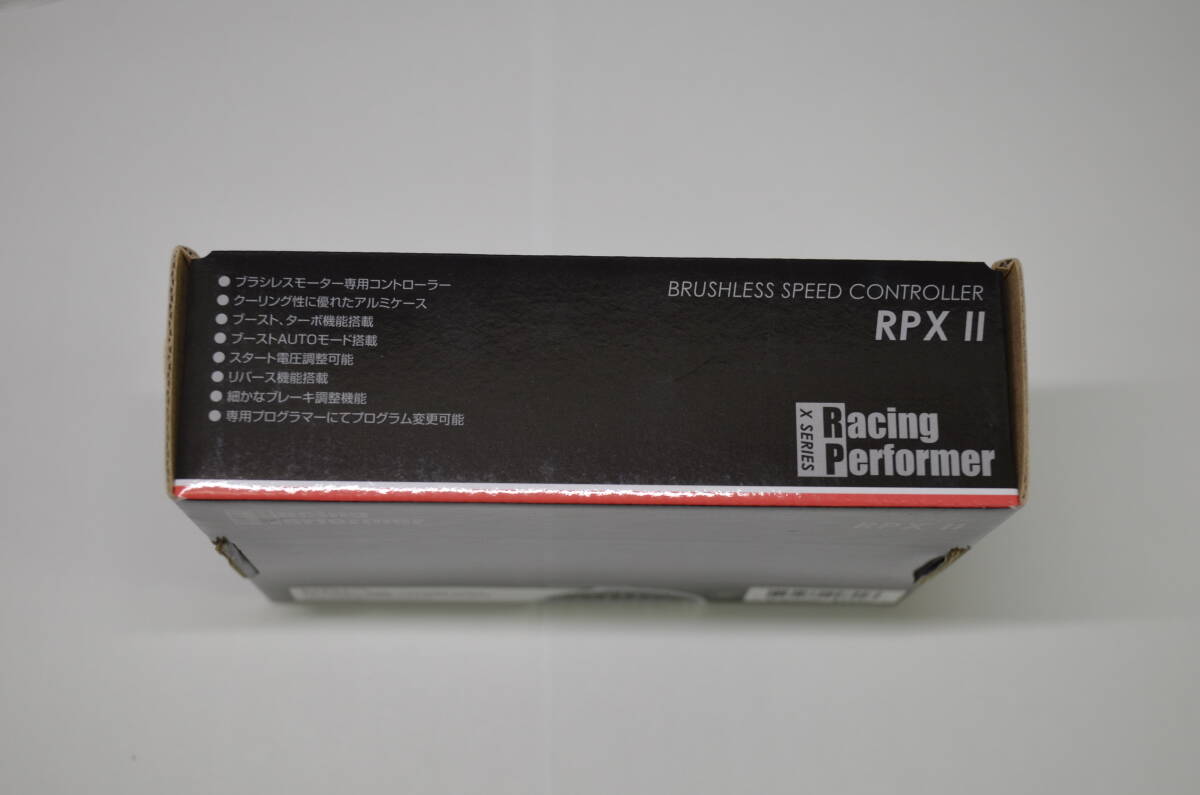 ● ブラシレスモーター専用コントローラー
● クーリング性に優れたアルミケース
● ブースト、ターボ機能搭載
● ブーストAUTOモード搭載
● スタート電圧調整可能
● リバース機能搭載
● 細かなブレーキ調整機能
● 専用プログラマーにてプログラム変更可能
BRUSHLESS SPEED CONTROLLER
RPX II
X SERIES
Racing
Performer
Performer
RPX II